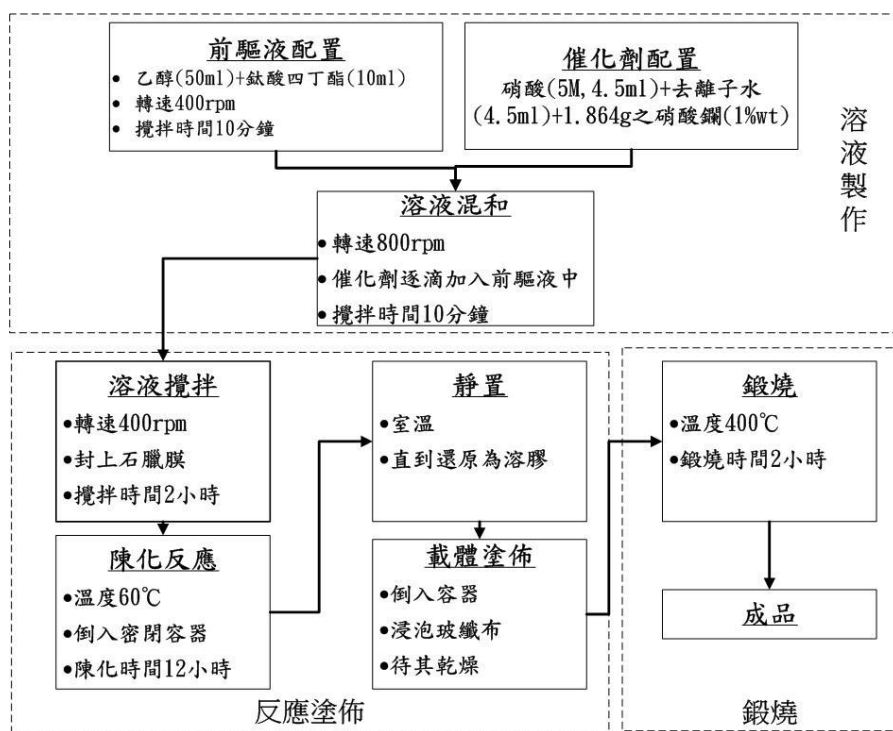 前驅液配置
●乙醇(50ml)+鈦酸四丁酯(10ml)
●轉速400rpm
●攪拌時間10分鐘
催化劑配置
硝酸(5M,4.5ml)+去離子水
(4.5ml)+1.864g之硝酸鑭(1%wt)
溶液製作
溶液混和
●轉速800rpm
●催化劑逐滴加入前驅液中
●攪拌時間10分鐘
溶液攪拌
●轉速400rpm
●封上石臘膜
●攪拌時間2小時
陳化反應
●溫度60℃
●倒入密閉容器
●陳化時間12小時
靜置
●室溫
●直到還原為溶膠
載體塗佈
●倒入容器
●浸泡玻纖布
●待其乾燥
反應塗佈
鍛燒
●溫度400℃
●鍛燒時間2小時
成品
鍛燒